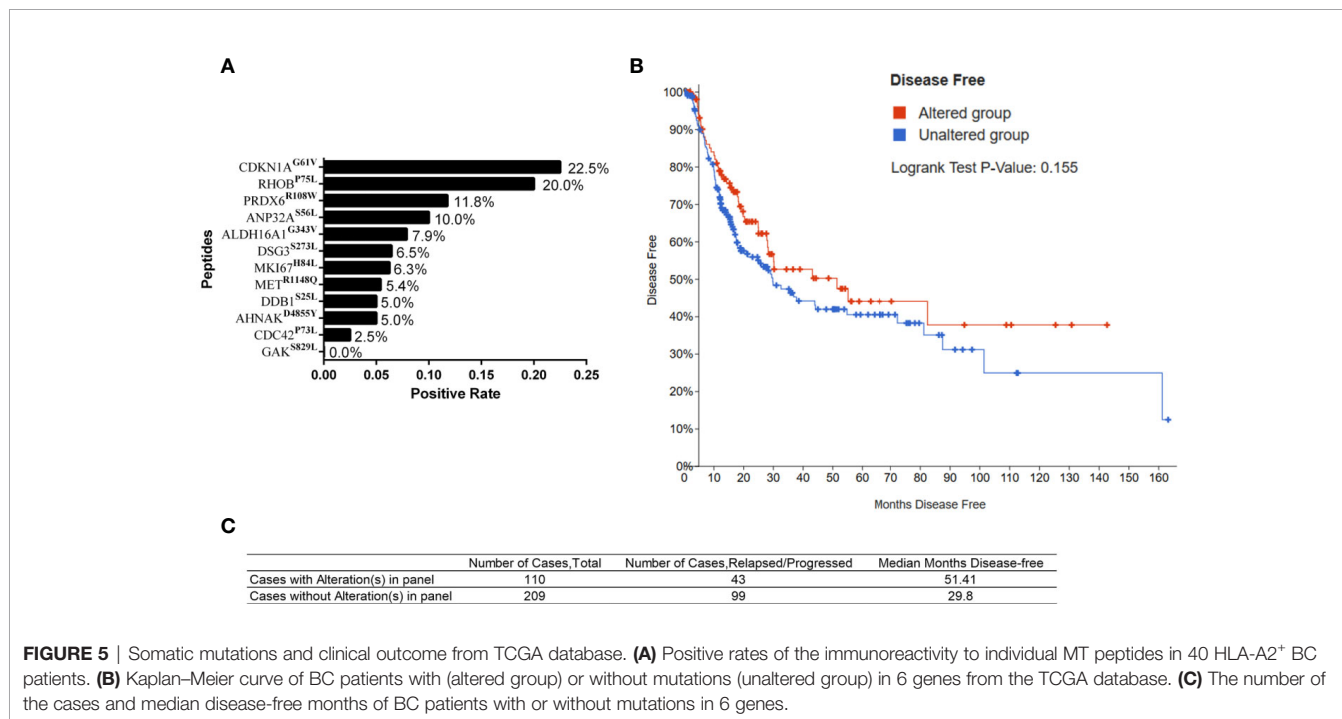 A
Peptides
CDKN1A^G61V 22.5%
RHOB^P75L 20.0%
PRDX6^R108W 11.8%
ANP32A^S56L 10.0%
ALDH16A1^G343V 7.9%
DSG3^S273L 6.5%
MKI67^H84L 6.3%
MET^R1148Q 5.4%
DDB1^S25L 5.0%
AHNAK^D4855Y 5.0%
CDC42^P73L 2.5%
GAK^S829L 0.0%
0.00 0.05 0.10 0.15 0.20 0.25
Positive Rate
B
Disease Free
Altered group
Unaltered group
Logrank Test P-Value: 0.155
100%
90%
80%
70%
60%
50%
40%
30%
20%
10%
0%
Disease Free
0 10 20 30 40 50 60 70 80 90 100 110 120 130 140 150 160
Months Disease Free
C
Number of Cases,Total Number of Cases,Relapsed/Progressed Median Months Disease-free
Cases with Alteration(s) in panel 110 43 51.41
Cases without Alteration(s) in panel 209 99 29.8
FIGURE 5 | Somatic mutations and clinical outcome from TCGA database. (A) Positive rates of the immunoreactivity to individual MT peptides in 40 HLA-A2⁺ BC
patients. (B) Kaplan–Meier curve of BC patients with (altered group) or without mutations (unaltered group) in 6 genes from the TCGA database. (C) The number of
the cases and median disease-free months of BC patients with or without mutations in 6 genes.